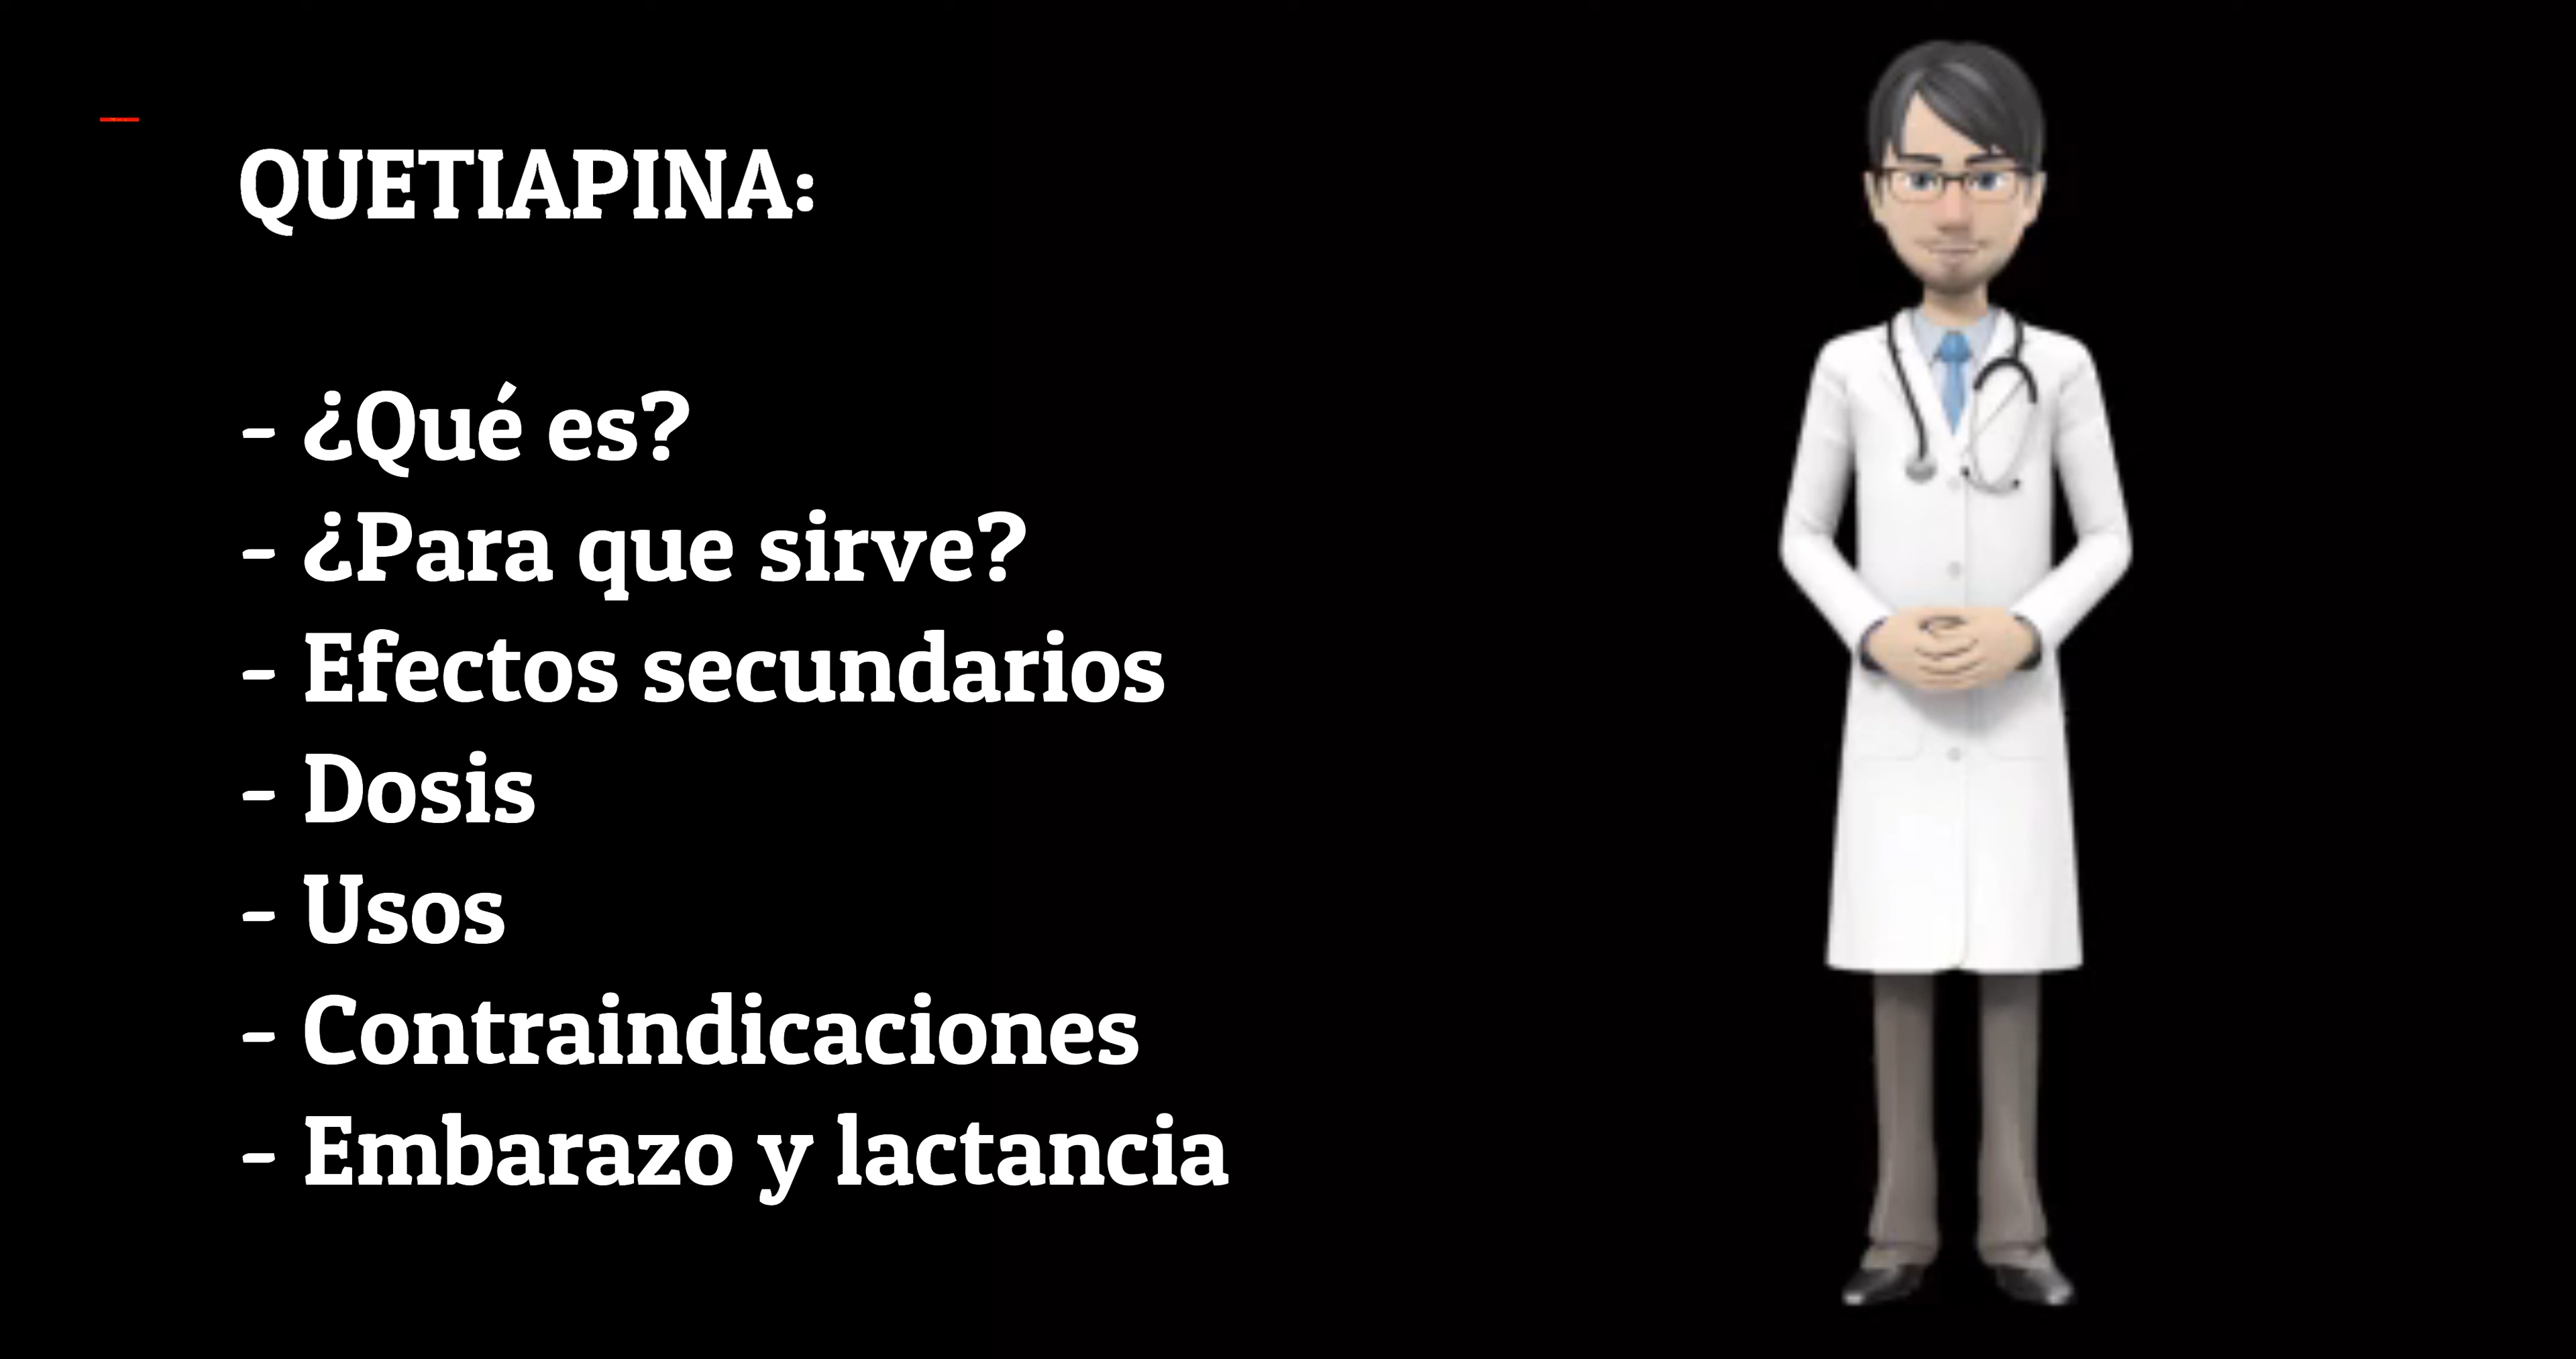 QUETIAPINA:
- ¿Qué es?
- ¿Para que sirve?
- Efectos secundarios
- Dosis
- Usos
- Contraindicaciones
- Embarazo y lactancia